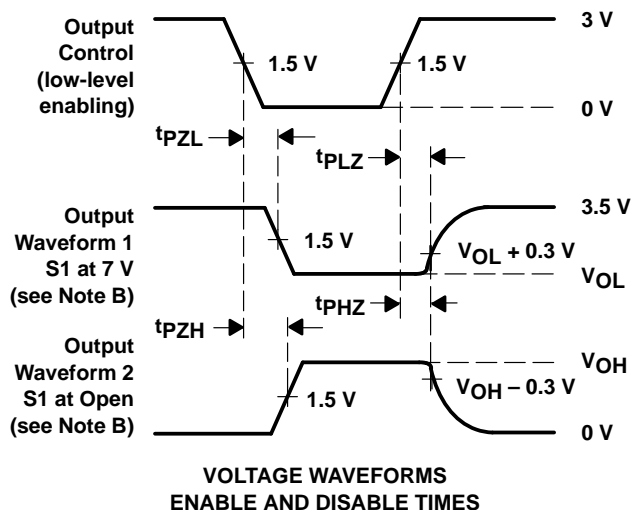 Output
Control
(low-level
enabling)
1.5 V
1.5 V
3 V
0 V
tPZL
tPLZ
Output
Waveform 1
S1 at 7 V
(see Note B)
1.5 V
3.5 V
VOL + 0.3 V
VOL
tPHZ
tPZH
Output
Waveform 2
S1 at Open
(see Note B)
1.5 V
VOH
VOH – 0.3 V
0 V
VOLTAGE WAVEFORMS
ENABLE AND DISABLE TIMES